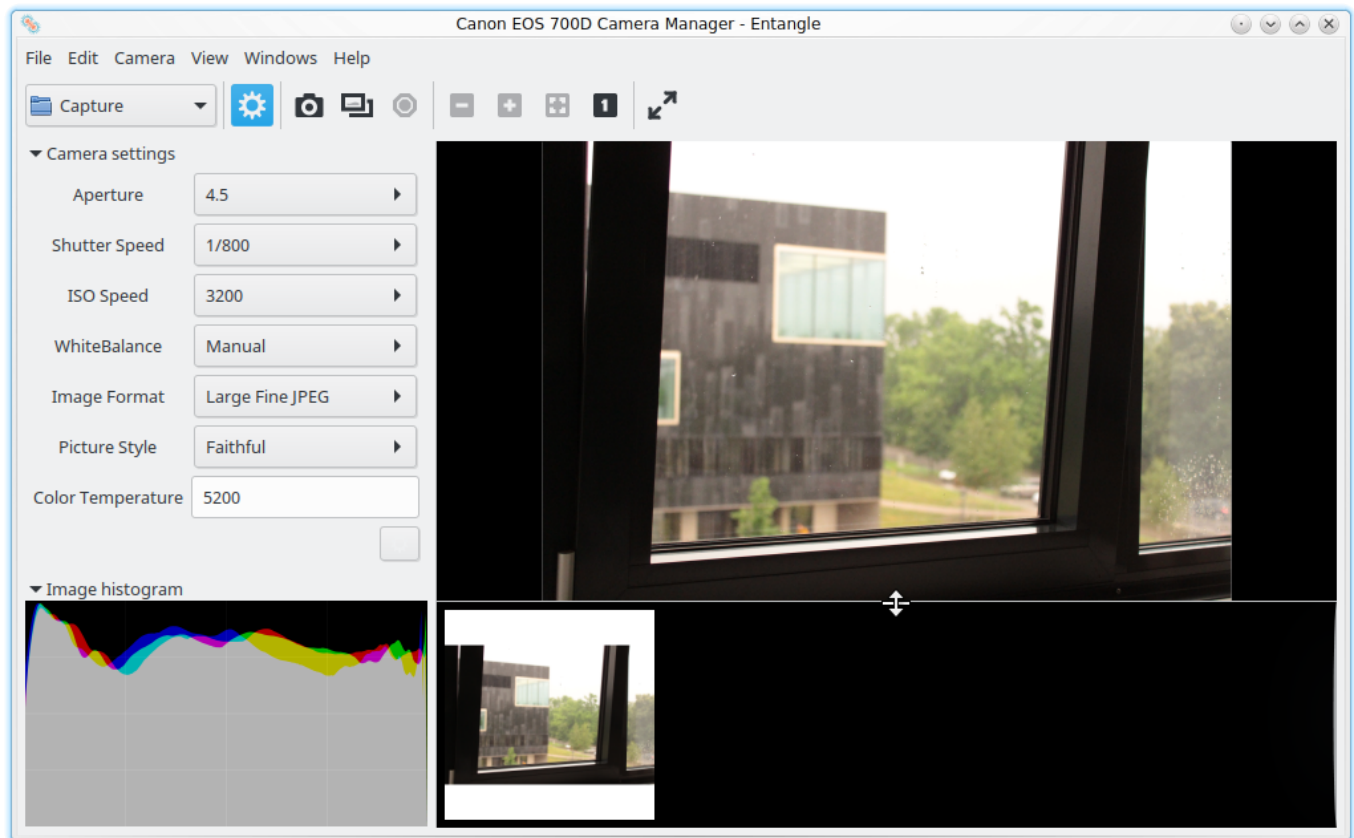 Canon EOS 700D Camera Manager - Entangle
File Edit Camera View Windows Help
Capture
1
Camera settings
Aperture 4.5
Shutter Speed 1/800
ISO Speed 3200
WhiteBalance Manual
Image Format Large Fine JPEG
Picture Style Faithful
Color Temperature 5200
Image histogram